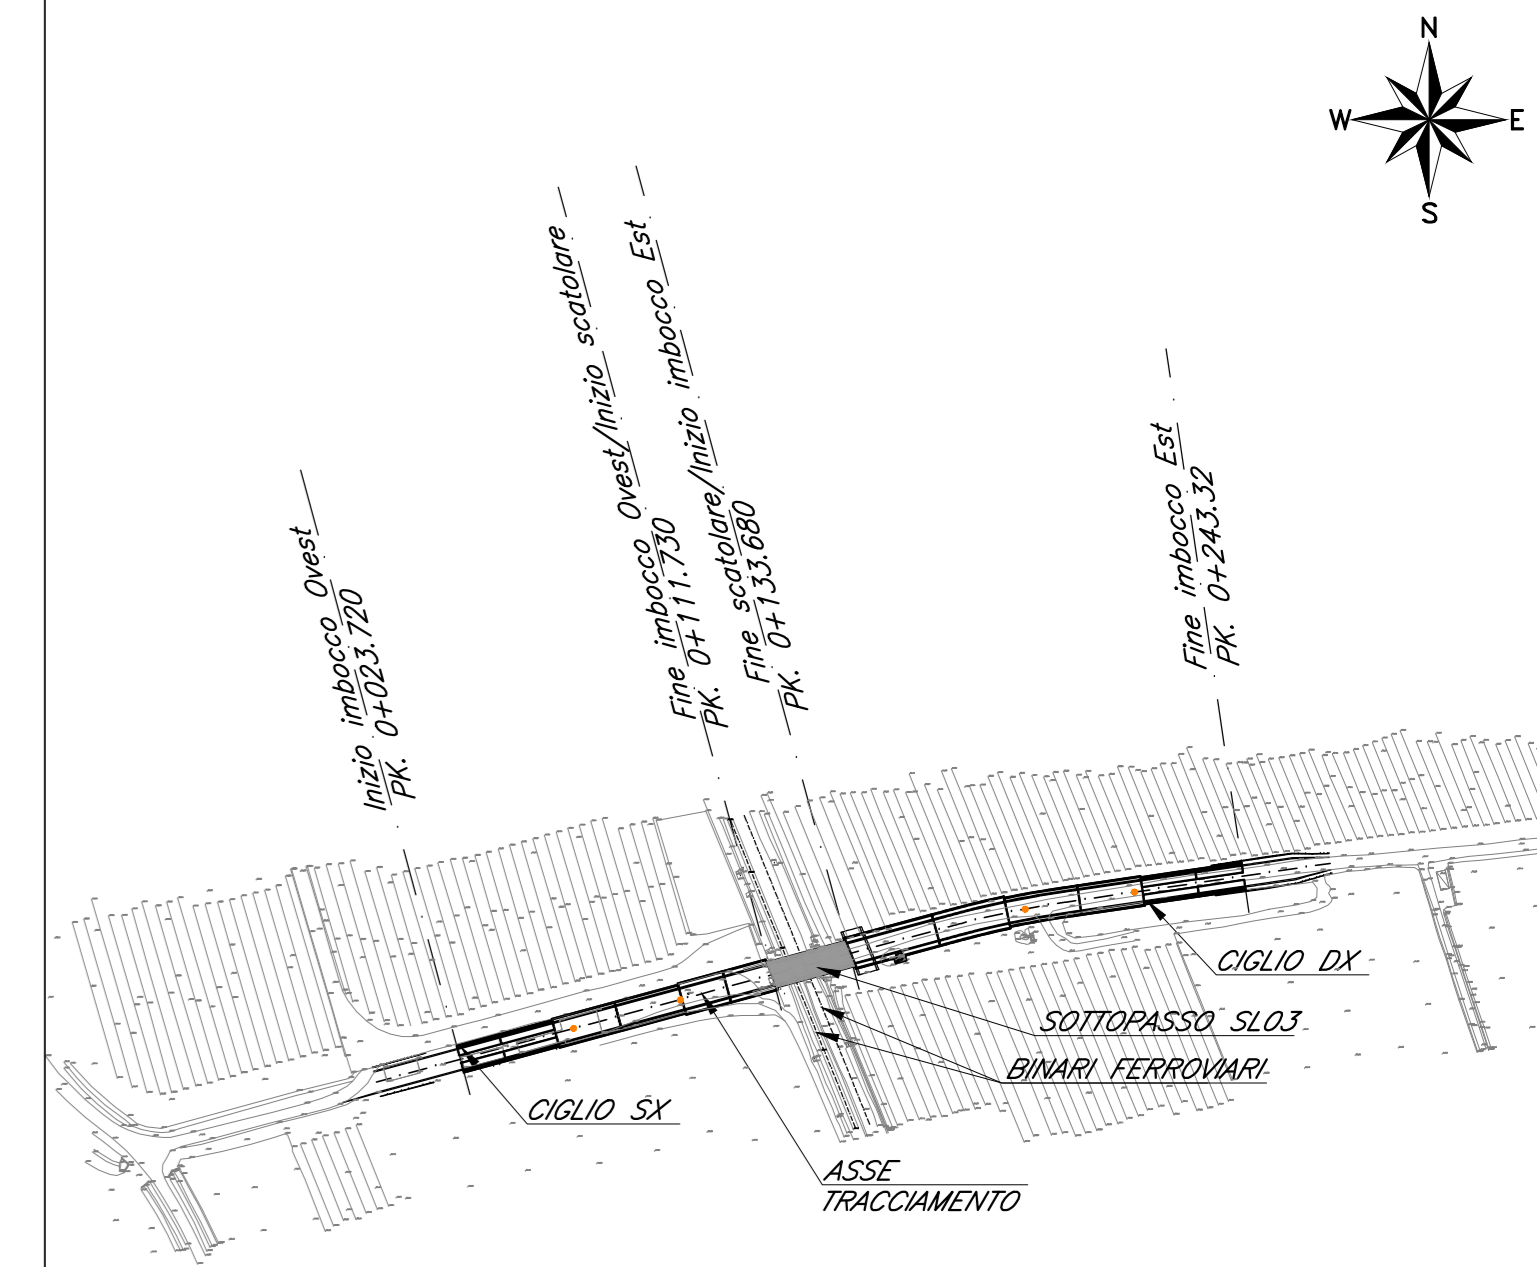 N
W
E
S
Inizio imbocco Ovest
PK. 0+023.720
Fine imbocco Ovest/Inizio scatolare
PK. 0+111.730
Fine scatolare/Inizio imbocco Est
PK. 0+133.680
Fine imbocco Est
PK. 0+243.32
CIGLIO DX
SOTTOPASSO SL03
BINARI FERROVIARI
CIGLIO SX
ASSE
TRACCIAMENTO